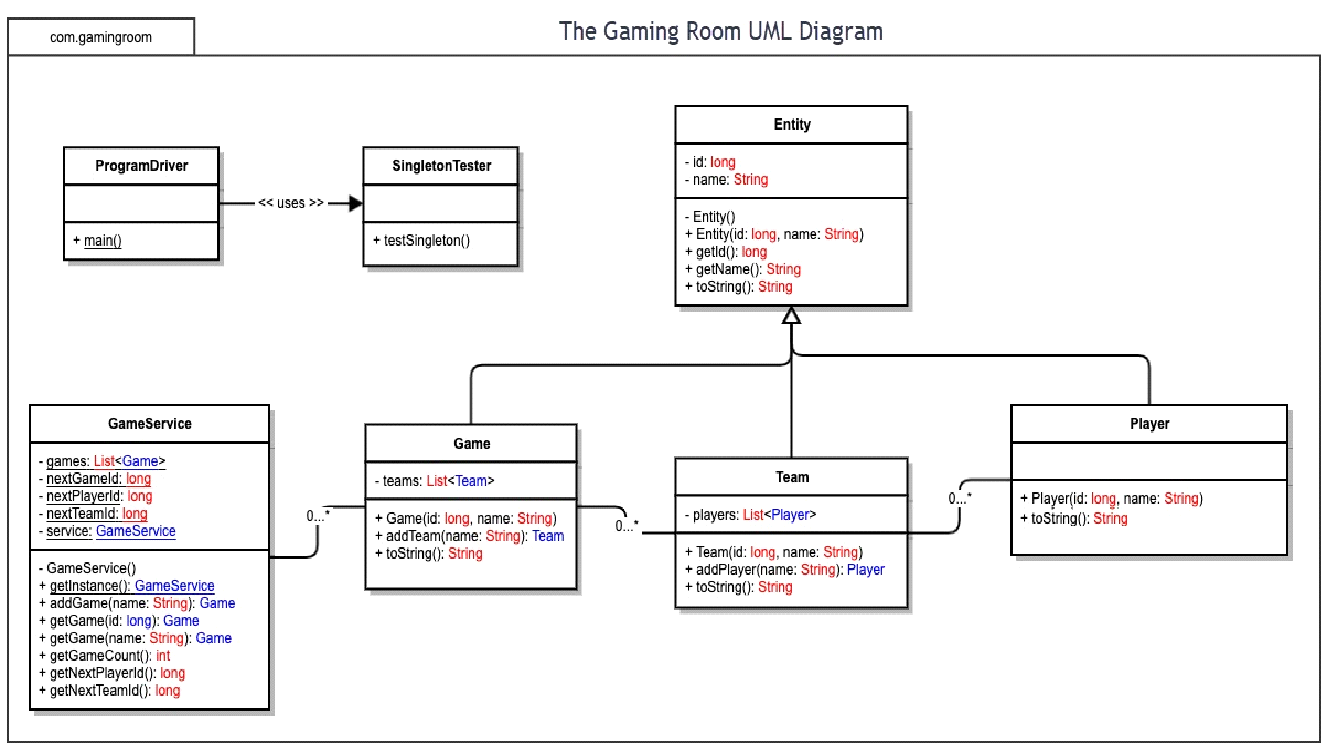 com.gamingroom
The Gaming Room UML Diagram
ProgramDriver
+ main()
<< uses >>
SingletonTester
+ testSingleton()
Entity
- id: long
- name: String
- Entity()
+ Entity(id: long, name: String)
+ getId(): long
+ getName(): String
+ toString(): String
GameService
- games: List<Game>
- nextGameId: long
- nextPlayerId: long
- nextTeamId: long
- service: GameService
- GameService()
+ getInstance(): GameService
+ addGame(name: String): Game
+ getGame(id: long): Game
+ getGame(name: String): Game
+ getGameCount(): int
+ getNextPlayerId(): long
+ getNextTeamId(): long
0...*
Game
- teams: List<Team>
+ Game(id: long, name: String)
+ addTeam(name: String): Team
+ toString(): String
0...*
Team
- players: List<Player>
+ Team(id: long, name: String)
+ addPlayer(name: String): Player
+ toString(): String
0...*
Player
+ Player(id: long, name: String)
+ toString(): String